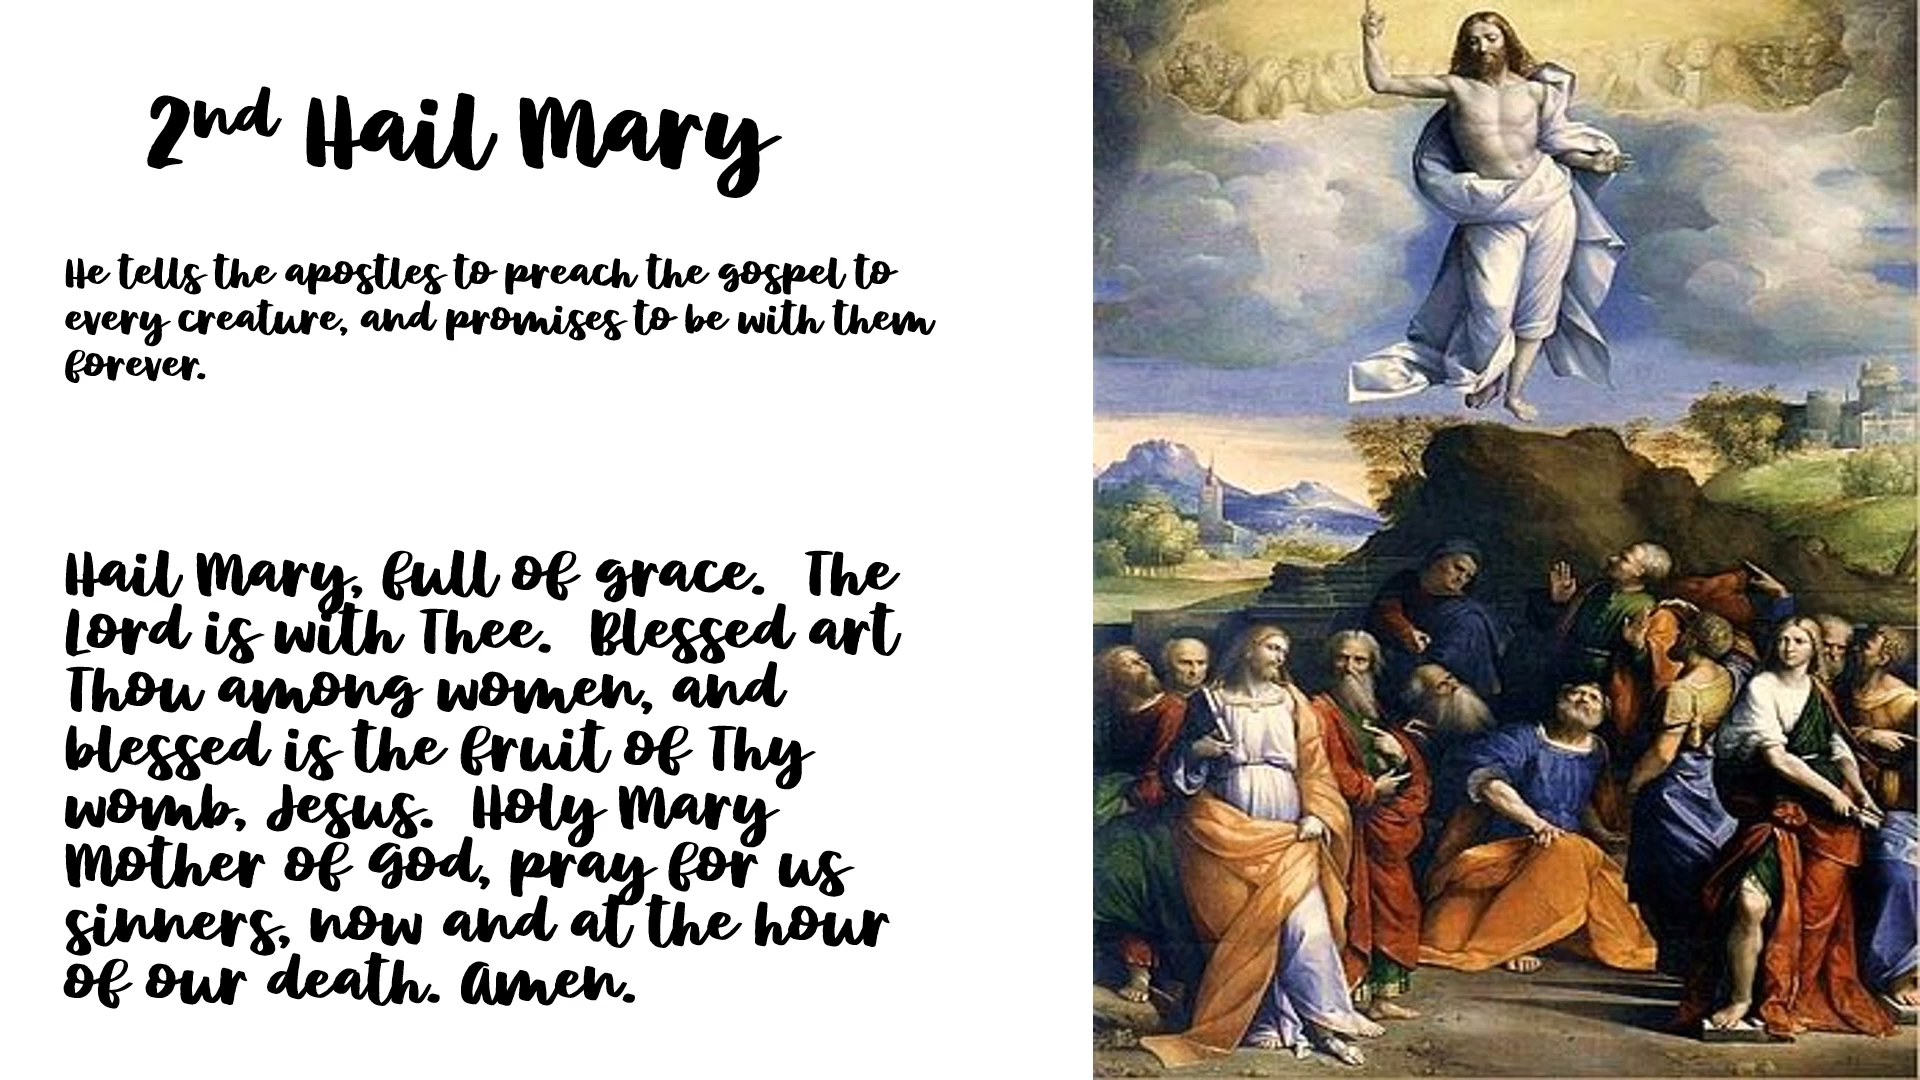 2nd Hail Mary
He tells the apostles to preach the gospel to
every creature, and promises to be with them
forever.
Hail Mary, full of grace.  The
Lord is with Thee.  Blessed art
Thou among women, and
blessed is the fruit of Thy
womb, Jesus.  Holy Mary
Mother of God, pray for us
sinners, now and at the hour
of our death. Amen.